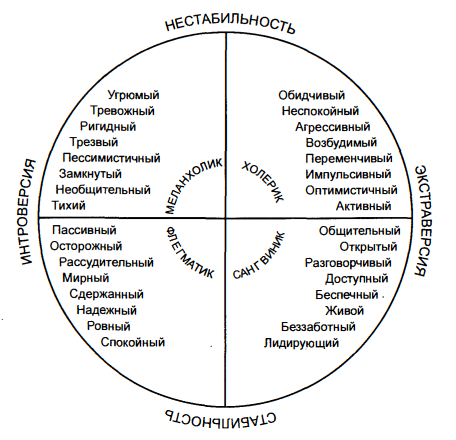 НЕСТАБИЛЬНОСТЬ
ИНТРОВЕРСИЯ
ЭКСТРАВЕРСИЯ
Угрюмый
Тревожный
Ригидный
Трезвый
Пессимистичный
Замкнутый
Необщительный
Тихий
МЕЛАНХОЛИК
Обидчивый
Неспокойный
Агрессивный
Возбудимый
Переменчивый
Импульсивный
Оптимистичный
Активный
ХОЛЕРИК
Пассивный
Осторожный
Рассудительный
Мирный
Сдержанный
Надежный
Ровный
Спокойный
ФЛЕГМАТИК
Общительный
Открытый
Разговорчивый
Доступный
Беспечный
Живой
Беззаботный
Лидирующий
САНГВИНИК
СТАБИЛЬНОСТЬ